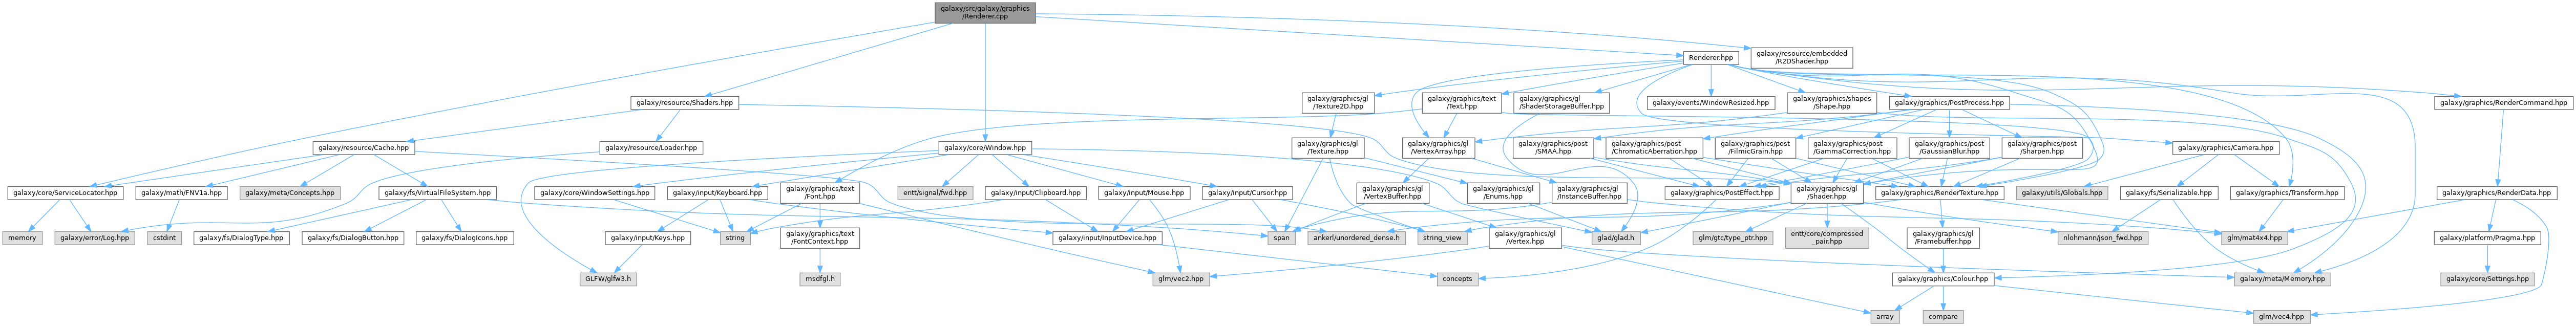 galaxy/src/galaxy/graphics
/Renderer.cpp
Renderer.hpp
galaxy/resource/embedded
/R2DShader.hpp
galaxy/resource/Shaders.hpp
galaxy/graphics/gl
/Texture2D.hpp
galaxy/graphics/text
/Text.hpp
galaxy/graphics/gl
/ShaderStorageBuffer.hpp
galaxy/events/WindowResized.hpp
galaxy/graphics/shapes
/Shape.hpp
galaxy/graphics/PostProcess.hpp
galaxy/graphics/RenderCommand.hpp
galaxy/resource/Cache.hpp
galaxy/resource/Loader.hpp
galaxy/core/Window.hpp
galaxy/graphics/gl
/Texture.hpp
galaxy/graphics/gl
/VertexArray.hpp
galaxy/graphics/post
/SMAA.hpp
galaxy/graphics/post
/ChromaticAberration.hpp
galaxy/graphics/post
/FilmicGrain.hpp
galaxy/graphics/post
/GammaCorrection.hpp
galaxy/graphics/post
/GaussianBlur.hpp
galaxy/graphics/post
/Sharpen.hpp
galaxy/graphics/Camera.hpp
galaxy/core/ServiceLocator.hpp
galaxy/math/FNV1a.hpp
galaxy/meta/Concepts.hpp
galaxy/fs/VirtualFileSystem.hpp
galaxy/core/WindowSettings.hpp
galaxy/input/Keyboard.hpp
galaxy/graphics/text
/Font.hpp
entt/signal/fwd.hpp
galaxy/input/Clipboard.hpp
galaxy/input/Mouse.hpp
galaxy/input/Cursor.hpp
galaxy/graphics/gl
/VertexBuffer.hpp
galaxy/graphics/gl
/Enums.hpp
galaxy/graphics/gl
/InstanceBuffer.hpp
galaxy/graphics/PostEffect.hpp
galaxy/graphics/gl
/Shader.hpp
galaxy/graphics/RenderTexture.hpp
galaxy/utils/Globals.hpp
galaxy/fs/Serializable.hpp
galaxy/graphics/Transform.hpp
galaxy/graphics/RenderData.hpp
memory
galaxy/error/Log.hpp
cstdint
galaxy/fs/DialogType.hpp
galaxy/fs/DialogButton.hpp
galaxy/fs/DialogIcons.hpp
galaxy/input/Keys.hpp
string
galaxy/graphics/text
/FontContext.hpp
galaxy/input/InputDevice.hpp
span
ankerl/unordered_dense.h
string_view
galaxy/graphics/gl
/Vertex.hpp
glad/glad.h
glm/gtc/type_ptr.hpp
entt/core/compressed
_pair.hpp
galaxy/graphics/gl
/Framebuffer.hpp
nlohmann/json_fwd.hpp
glm/mat4x4.hpp
galaxy/platform/Pragma.hpp
GLFW/glfw3.h
msdfgl.h
glm/vec2.hpp
concepts
galaxy/graphics/Colour.hpp
galaxy/meta/Memory.hpp
galaxy/core/Settings.hpp
array
compare
glm/vec4.hpp